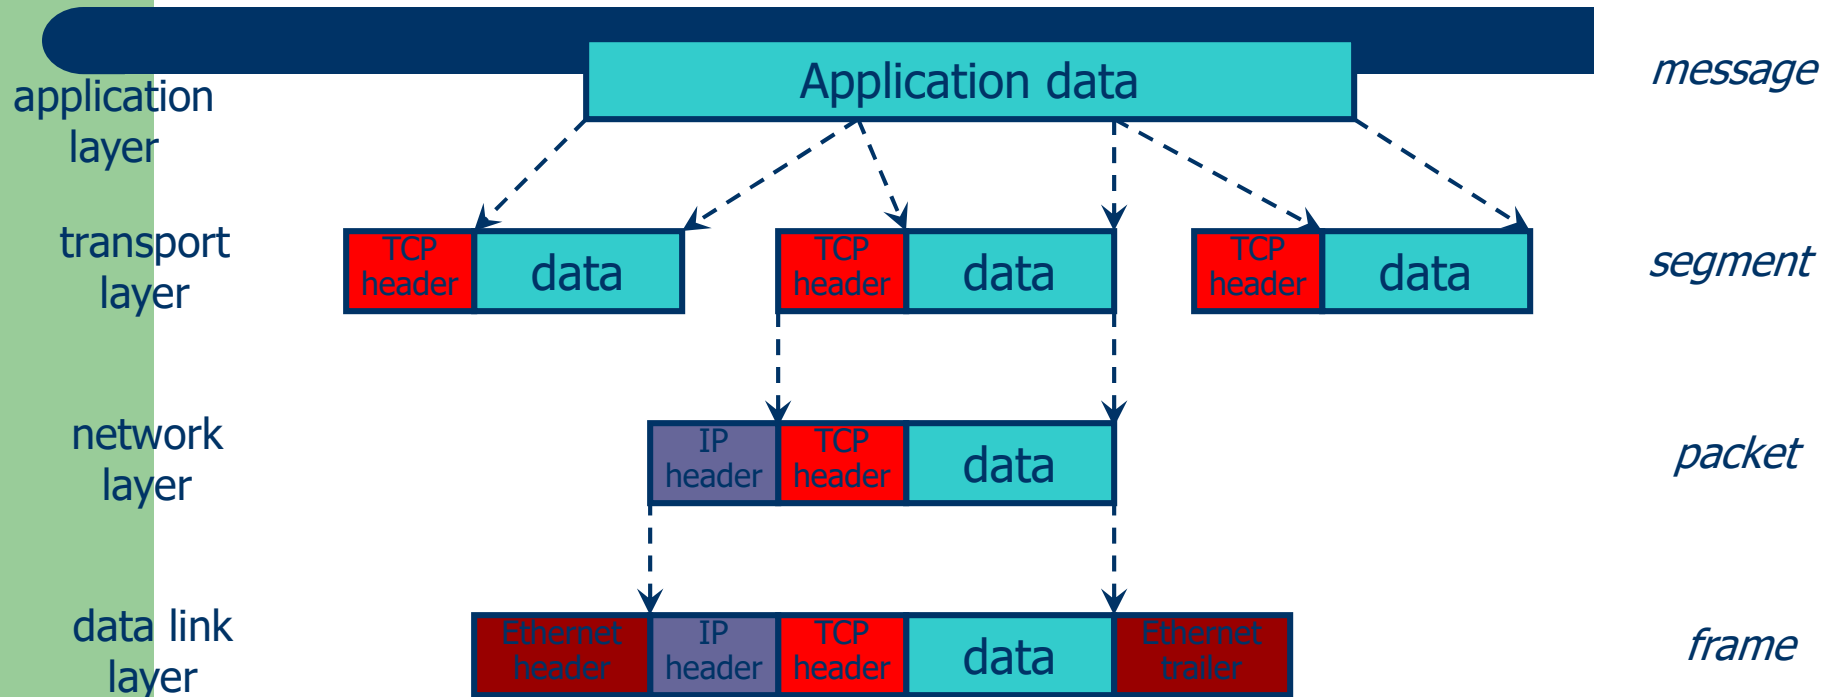 Application data
message
application
layer
transport
layer
TCP
header
data
TCP
header
data
TCP
header
data
segment
network
layer
IP
header
TCP
header
data
packet
data link
layer
Ethernet
header
IP
header
TCP
header
data
Ethernet
trailer
frame